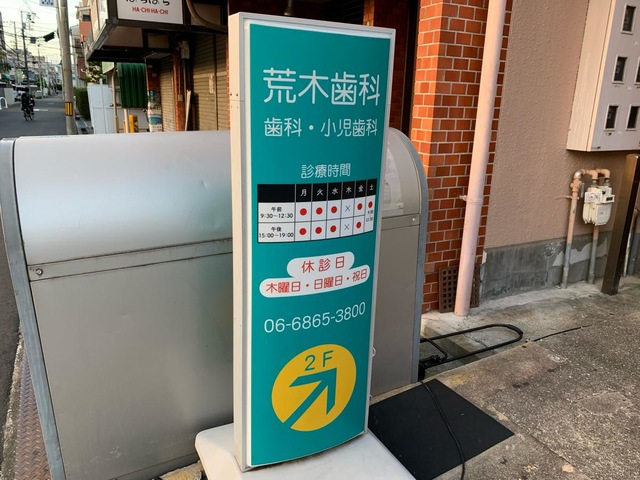 HA·CHI HA·CHI
荒木歯科
歯科・小児歯科
診療時間
月 火 水 木 金 土
午前 9:30~12:30 ● ● ● × ● ●
午後 15:00~19:00 ● ● ● × ●
休診日
木曜日・日曜日・祝日
06-6865-3800
2F